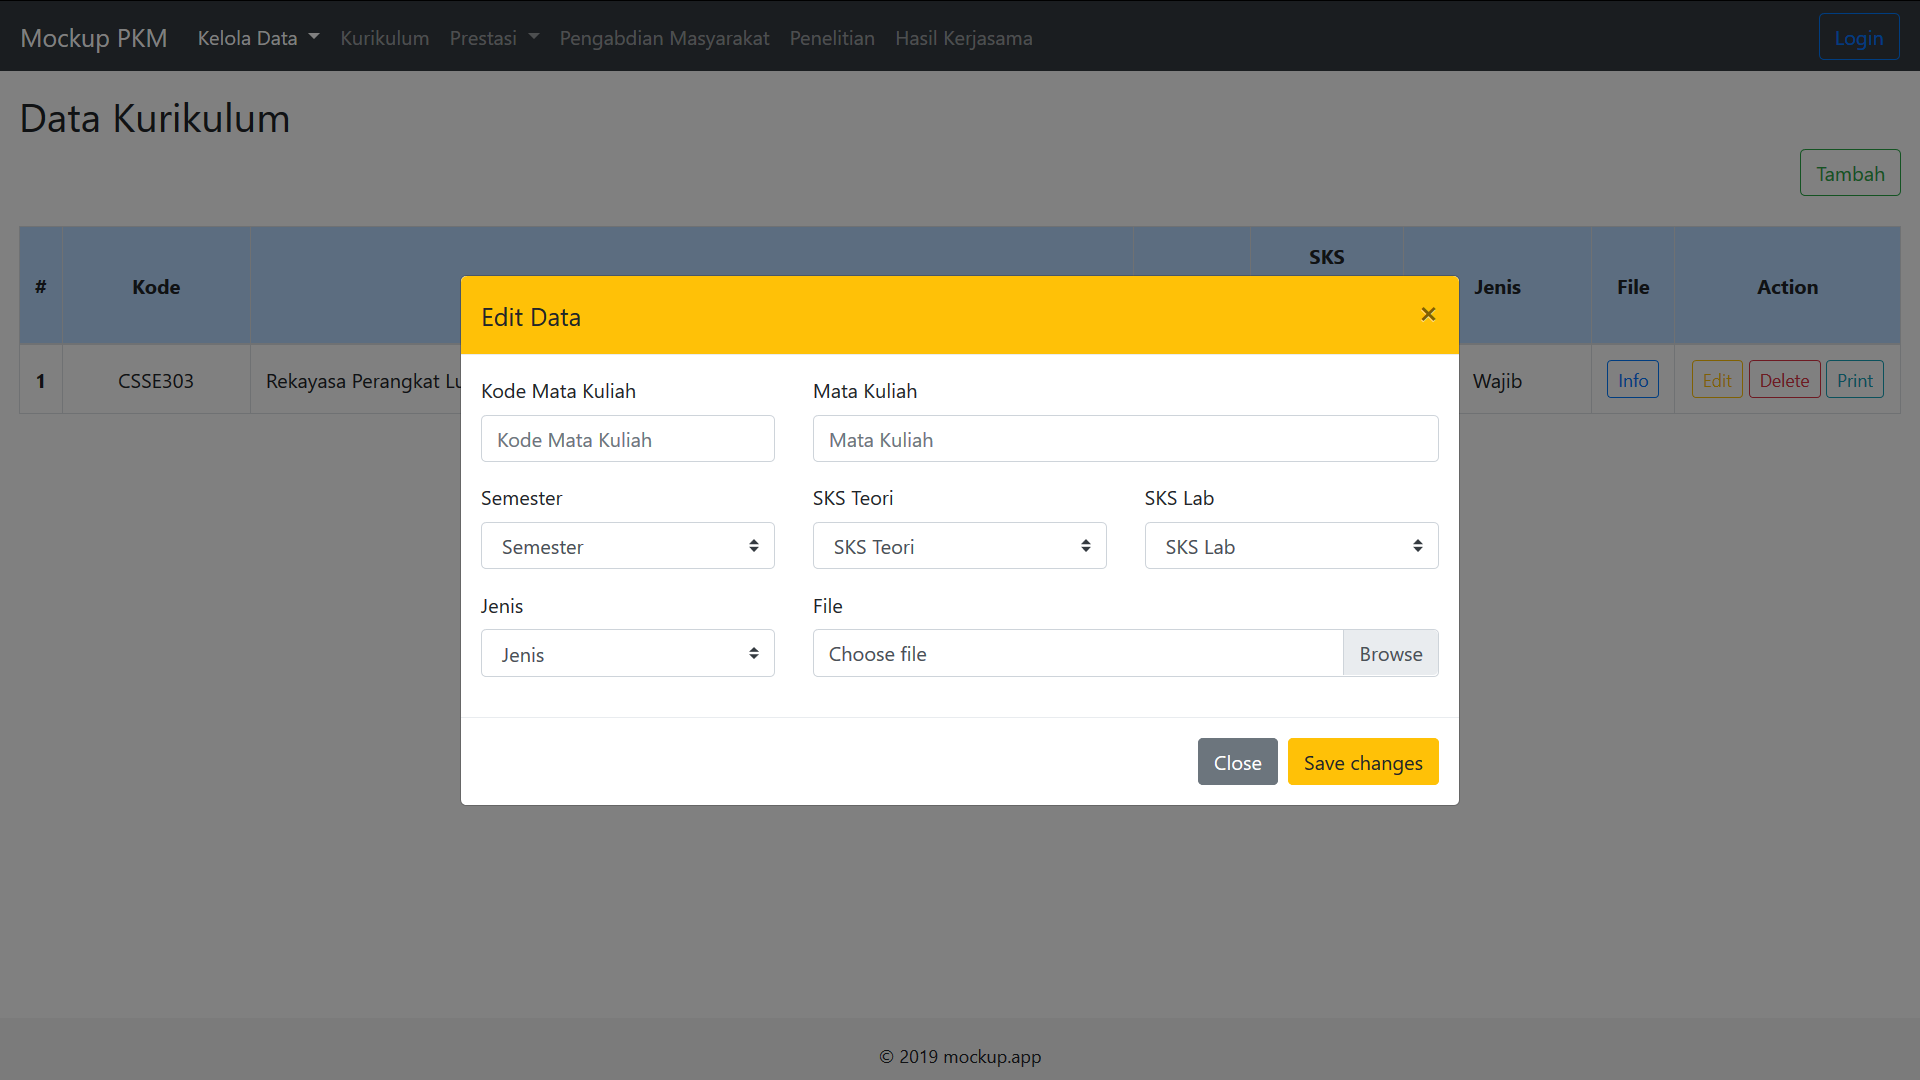 Mockup PKM Kelola Data Kurikulum Prestasi Pengabdian Masyarakat Penelitian Hasil Kerjasama Login
Data Kurikulum
Tambah
# Kode SKS Jenis File Action
1 CSSE303 Rekayasa Perangkat Wajib Info Edit Delete Print
Edit Data ×
Kode Mata Kuliah Mata Kuliah
Kode Mata Kuliah Mata Kuliah
Semester SKS Teori SKS Lab
Semester SKS Teori SKS Lab
Jenis File
Jenis Choose file Browse
Close Save changes
© 2019 mockup.app